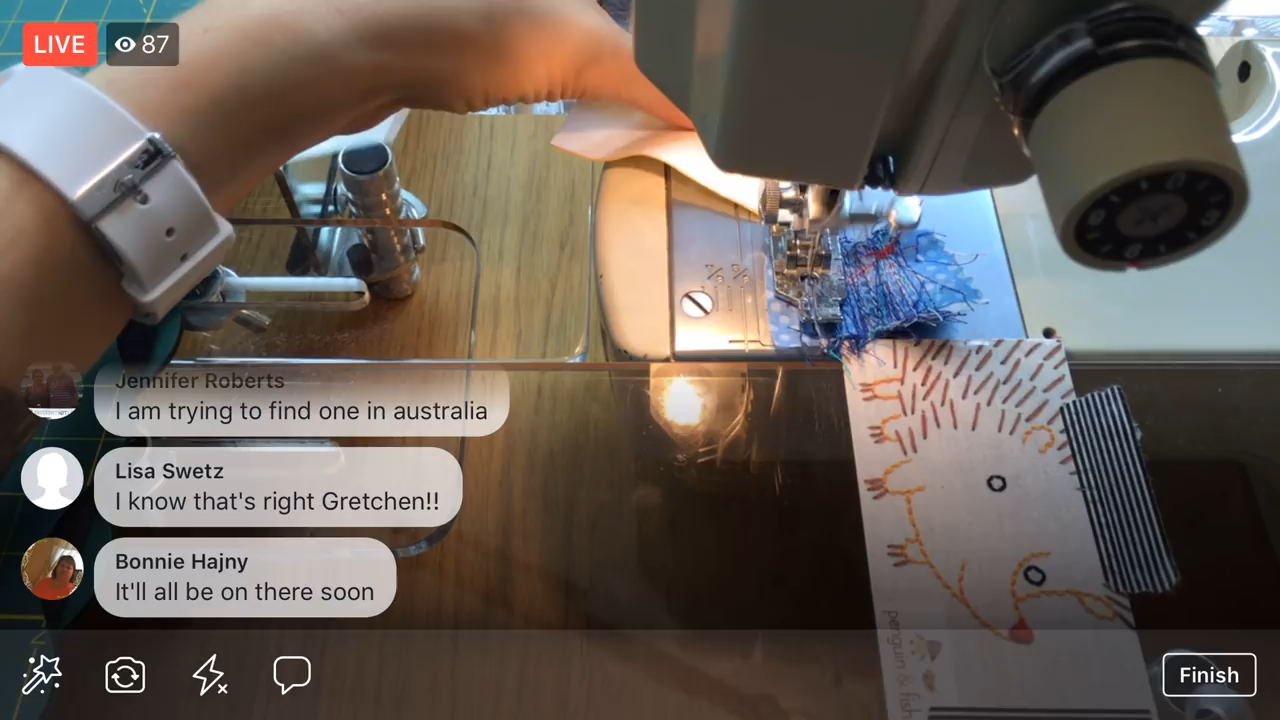 LIVE
87
Jennifer Roberts
I am trying to find one in australia
Lisa Swetz
I know that's right Gretchen!!
Bonnie Hajny
It'll all be on there soon
penguin & fish
Finish